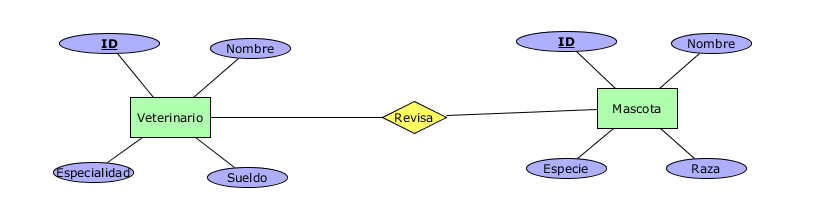 ID
Nombre
Veterinario
Especialidad
Sueldo
Revisa
ID
Nombre
Mascota
Especie
Raza